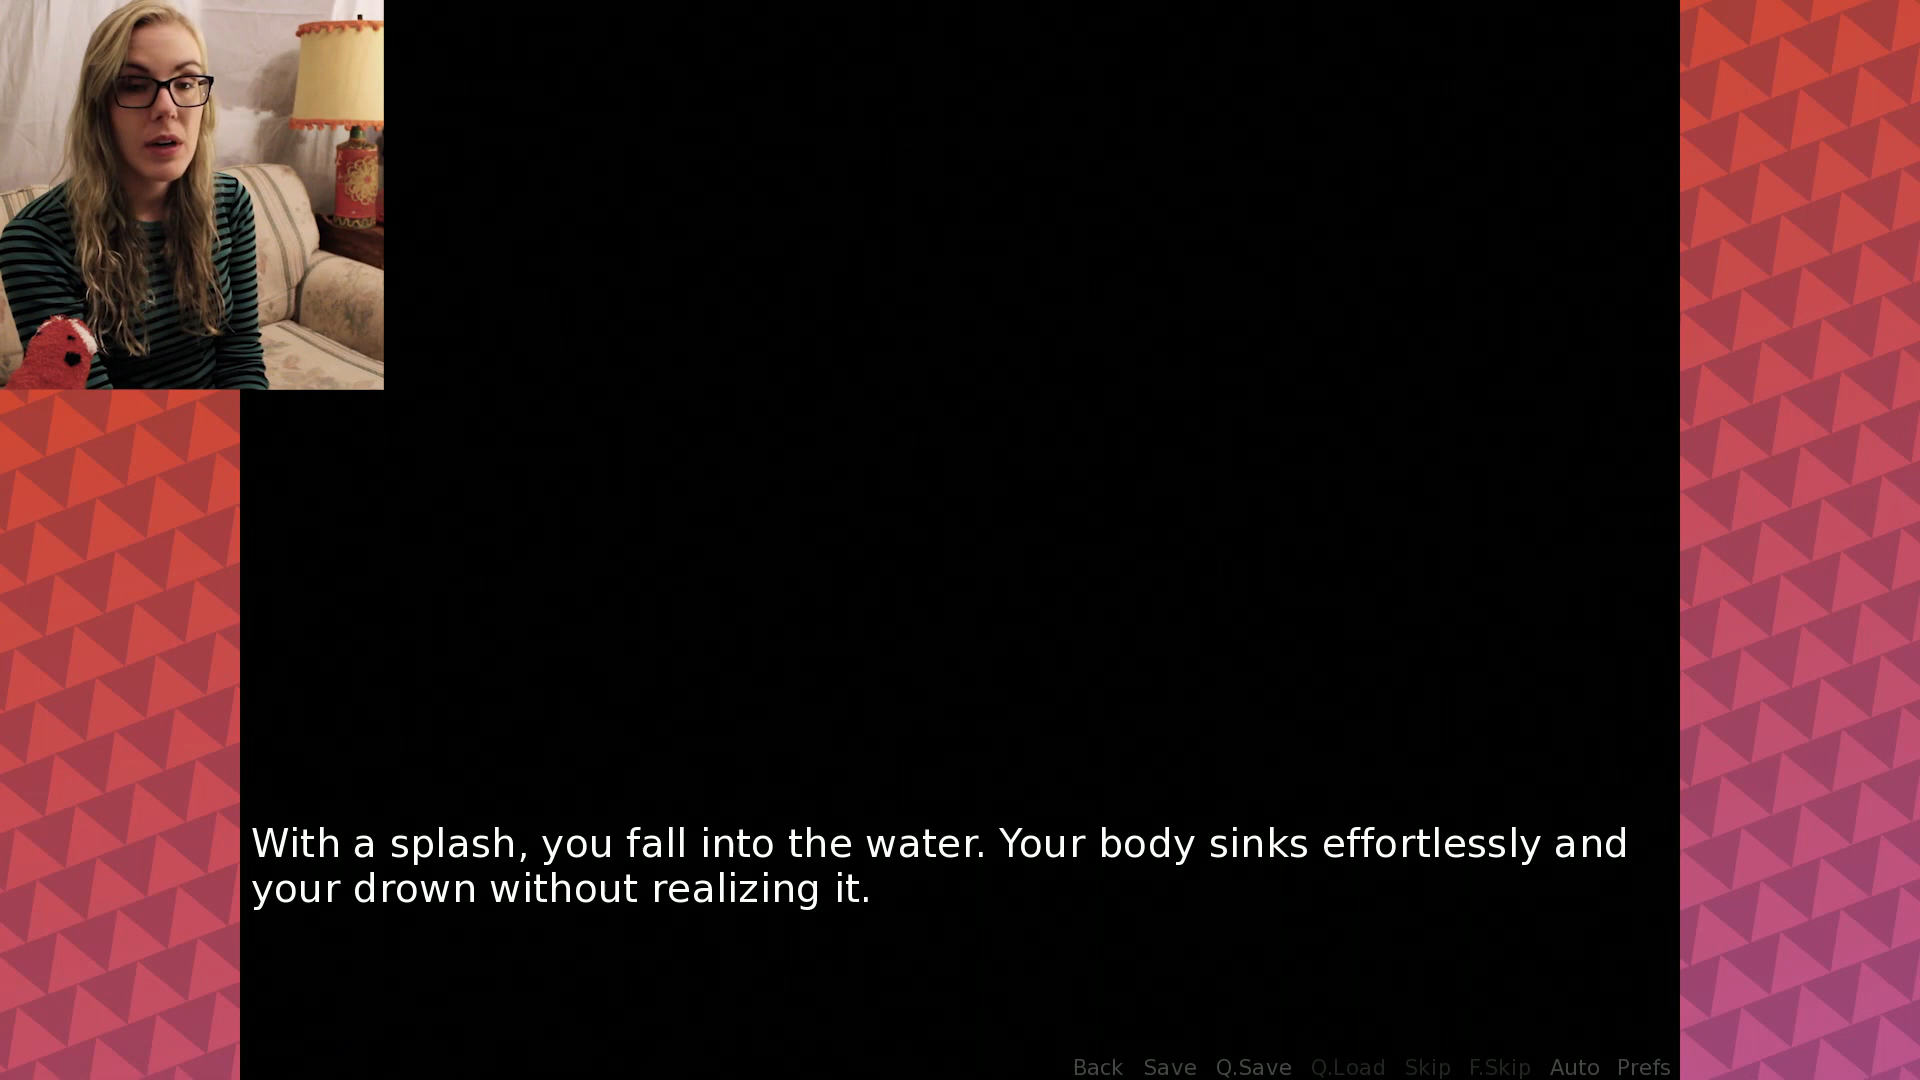 With a splash, you fall into the water. Your body sinks effortlessly and
your drown without realizing it.
Back Save Q.Save Q.Load Skip F.Skip Auto Prefs